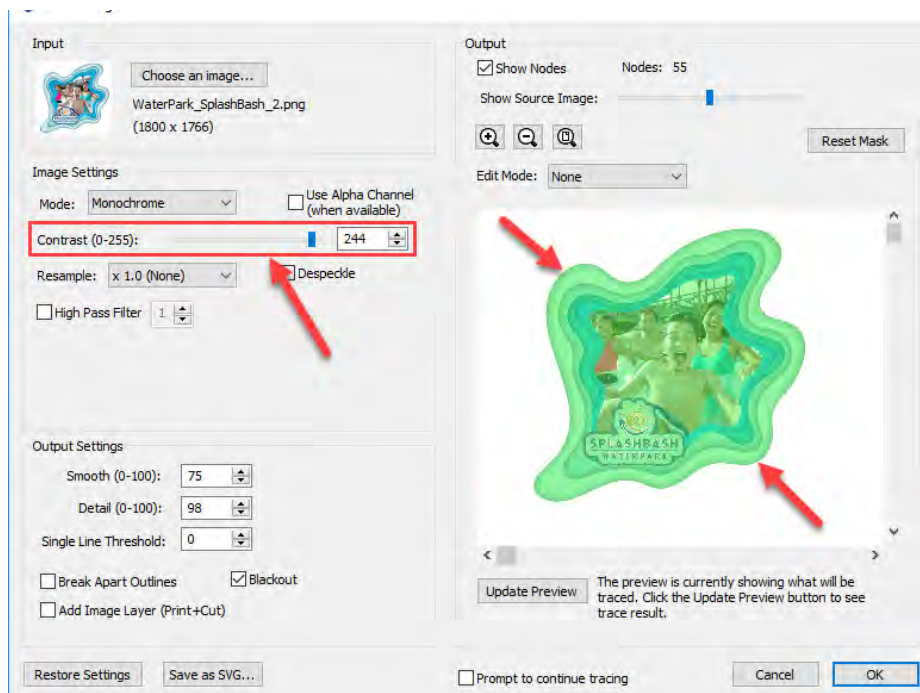 Input
Choose an image...
WaterPark_SplashBash_2.png
(1800 x 1766)
Image Settings
Mode: Monochrome
Use Alpha Channel
(when available)
Contrast (0-255): 244
Resample: x 1.0 (None) Despeckle
High Pass Filter 1
Output Settings
Smooth (0-100): 75
Detail (0-100): 98
Single Line Threshold: 0
Break Apart Outlines Blackout
Add Image Layer (Print+Cut)
Restore Settings Save as SVG...
Output
Show Nodes Nodes: 55
Show Source Image:
Reset Mask
Edit Mode: None
SPLASHBASH
WATERPARK
Update Preview
The preview is currently showing what will be
traced. Click the Update Preview button to see
trace result.
Prompt to continue tracing Cancel OK